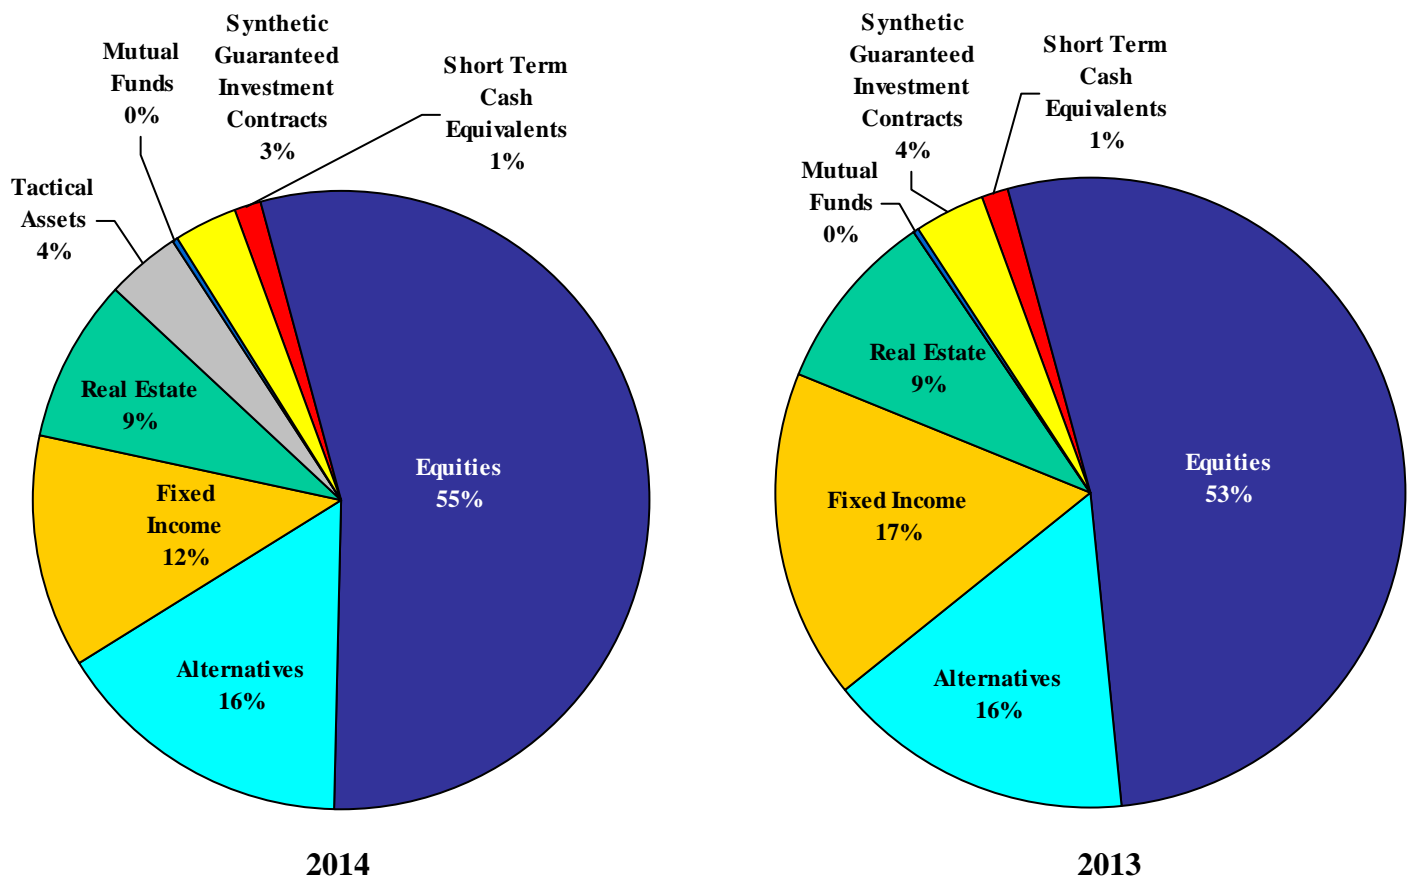 Mutual
Funds
0%
Synthetic
Guaranteed
Investment
Contracts
3%
Short Term
Cash
Equivalents
1%
Tactical
Assets
4%
Real Estate
9%
Fixed
Income
12%
Alternatives
16%
Equities
55%
2014
Synthetic
Guaranteed
Investment
Contracts
4%
Short Term
Cash
Equivalents
1%
Mutual
Funds
0%
Real Estate
9%
Fixed Income
17%
Alternatives
16%
Equities
53%
2013